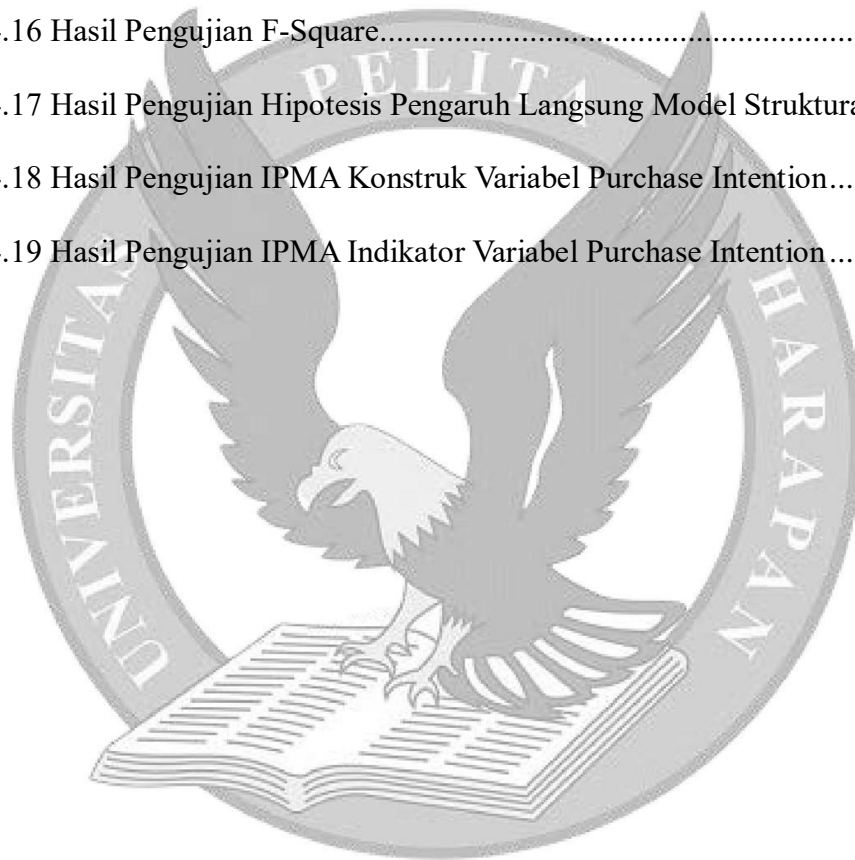 .16 Hasil Pengujian F-Square
.17 Hasil Pengujian Hipotesis Pengaruh Langsung Model Struktura
.18 Hasil Pengujian IPMA Konstruk Variabel Purchase Intention...
.19 Hasil Pengujian IPMA Indikator Variabel Purchase Intention...
UNIVERSITAS PELITA HARAPAN